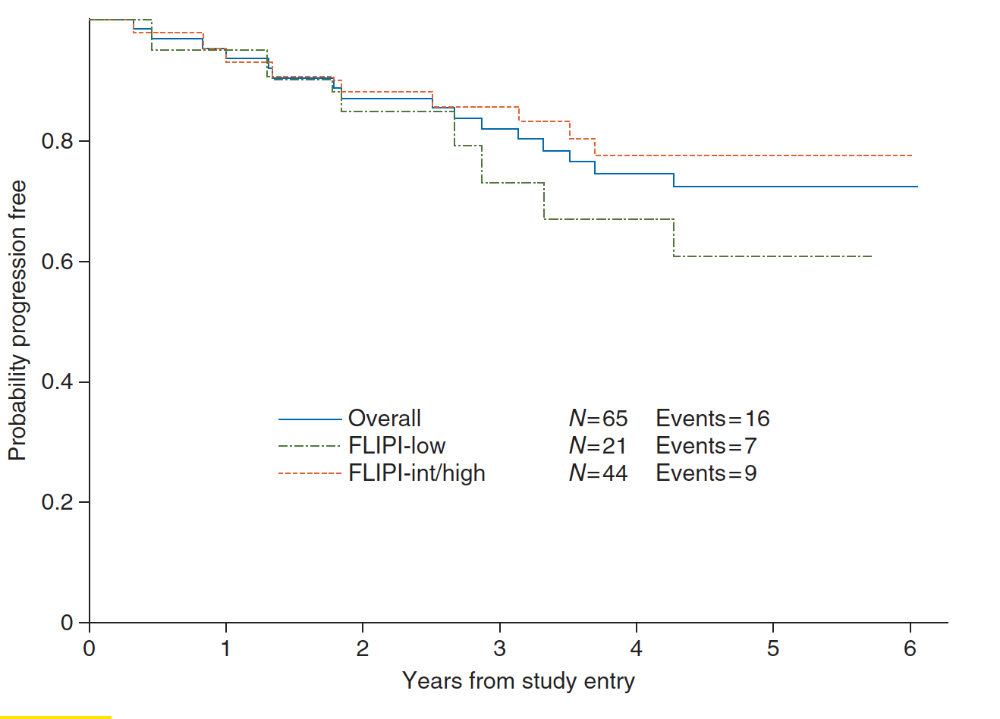 Probability progression free
0.8
0.6
0.4
0.2
0
Overall N=65 Events=16
FLIPI-low N=21 Events=7
FLIPI-int/high N=44 Events=9
0 1 2 3 4 5 6
Years from study entry